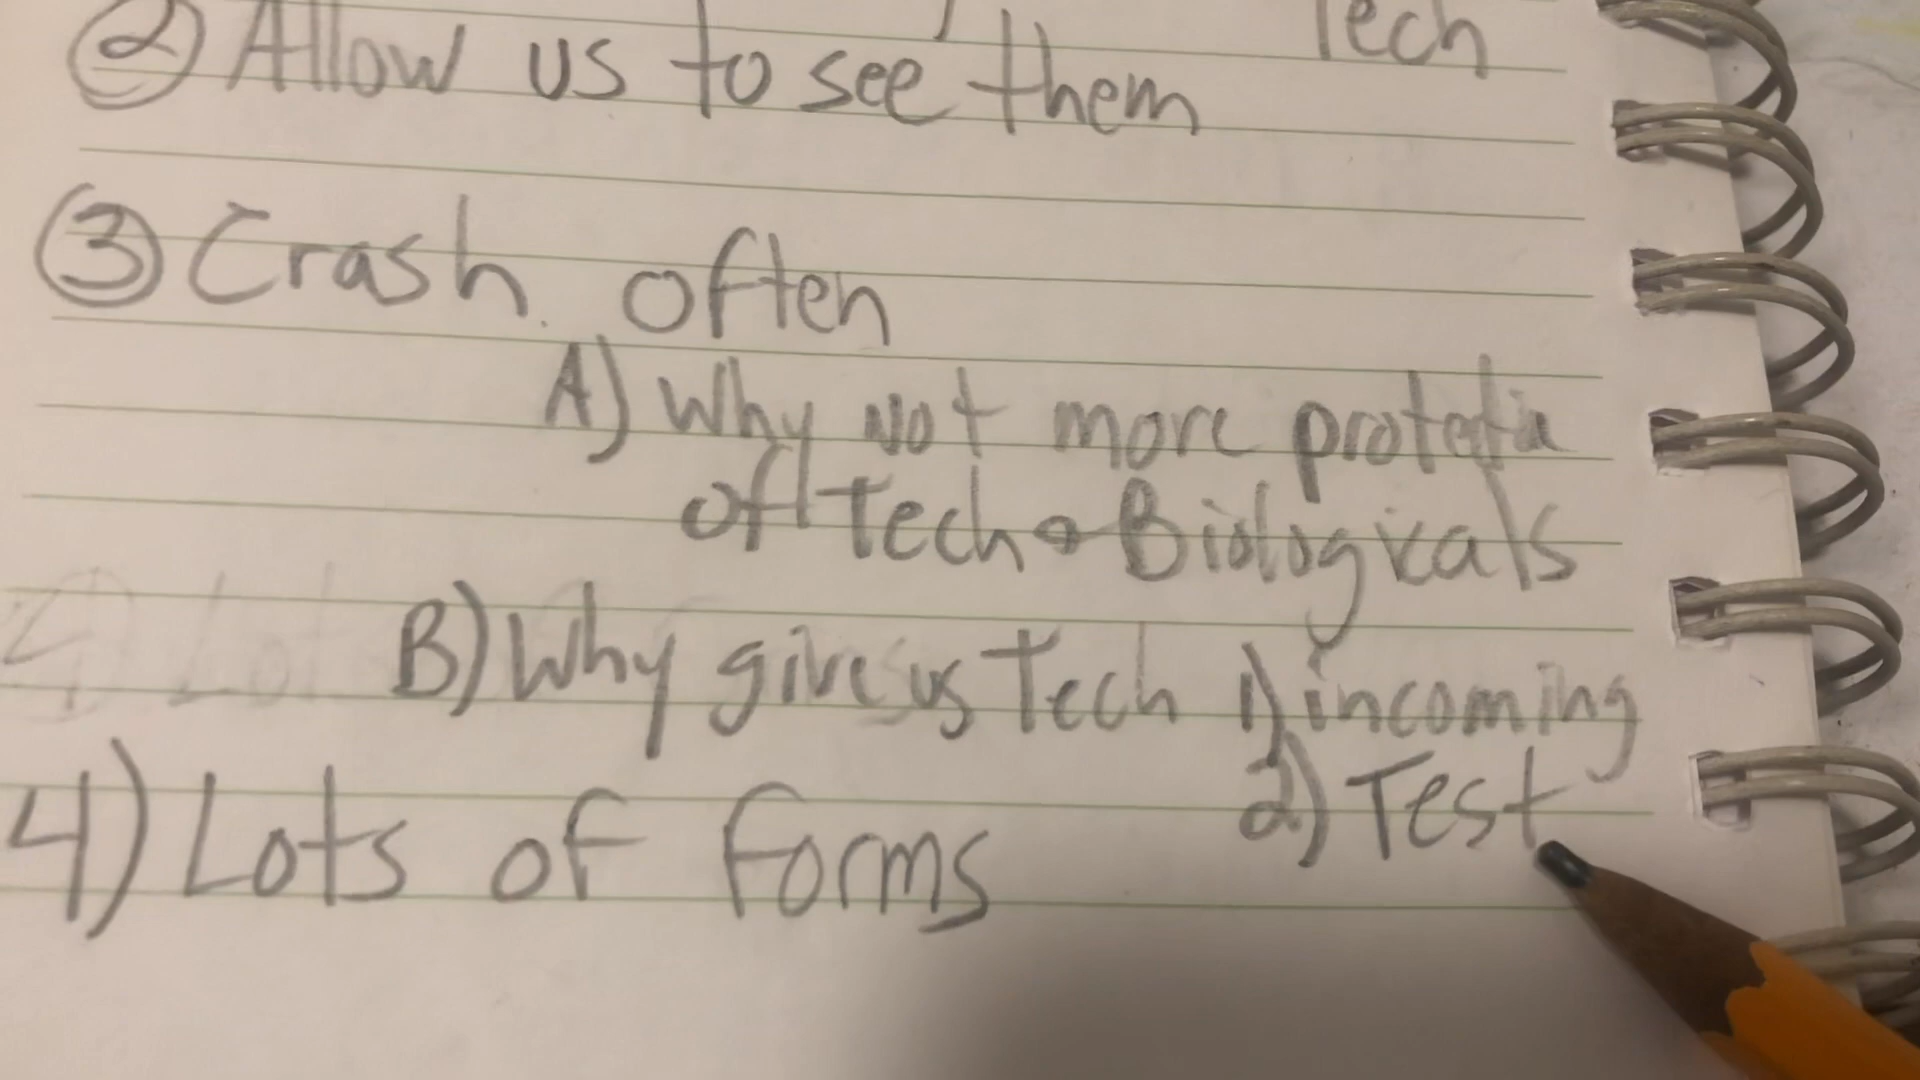 Tech
② Allow us to see them
③ Crash often
A) Why Not more
of Tech + Biologicals
B) Why give us Tech 1) incoming
2) Test
4) Lots of forms